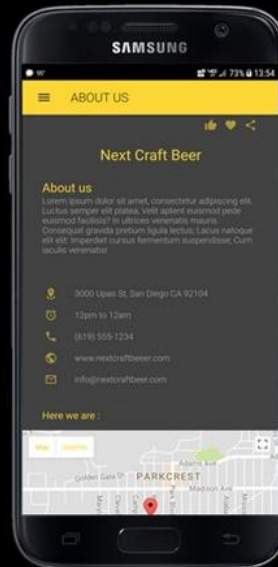 SAMSUNG
73% 13:54
ABOUT US
Next Craft Beer
About us
Lorem ipsum dolor sit amet, consectetur adipiscing elit.
Luctus semper elit platea, Velit aptent euismod pede
euismod facilisis? In ultrices venenatis mauris.
Consequat gravida pretium ligula lectus; Lacus natoque
elit elit. Imperdiet cursus fermentum suspendisse; Cum
iaculis venenatis!
3000 Upas St, San Diego CA 92104
12pm to 12am
(619) 555-1234
www.nextcraftbeeer.com
info@nextcraftbeer.com
Here we are :
Map
Adams Ave
Golden Gate Dr
PARKCREST
Madison Ave